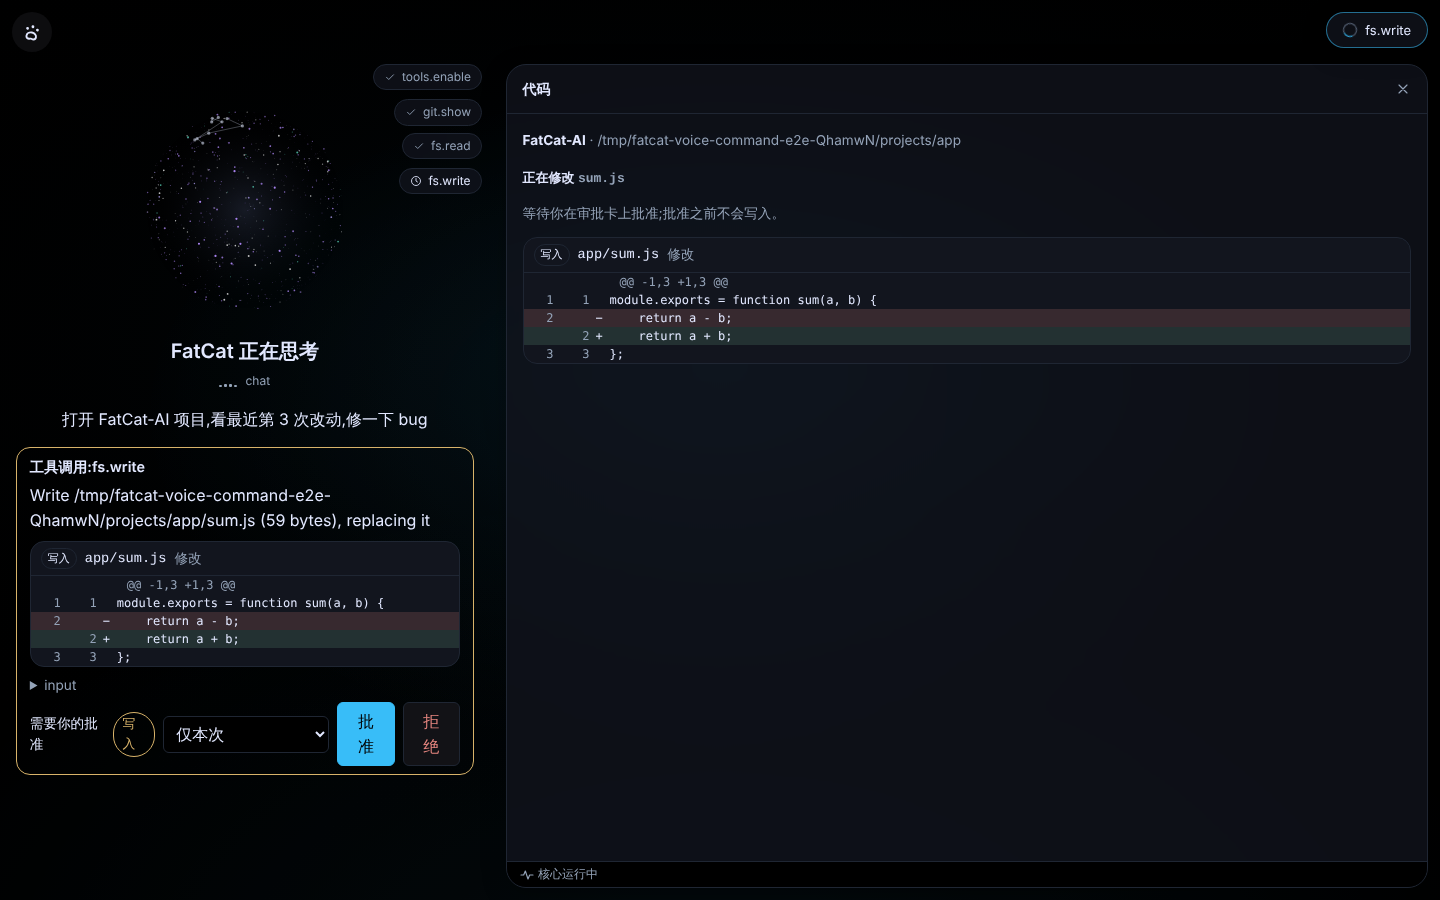 fs.write
tools.enable
git.show
fs.read
fs.write
FatCat 正在思考
chat
打开 FatCat-AI 项目,看最近第 3 次改动,修一下 bug
工具调用:fs.write
Write /tmp/fatcat-voice-command-e2e-
QhamwN/projects/app/sum.js (59 bytes), replacing it
写入 app/sum.js 修改
@@ -1,3 +1,3 @@
1 1 module.exports = function sum(a, b) {
2 − return a - b;
2 + return a + b;
3 3 };
▶ input
需要你的批
准
写
入
仅本次
批
准
拒
绝
代码
FatCat-AI · /tmp/fatcat-voice-command-e2e-QhamwN/projects/app
正在修改 sum.js
等待你在审批卡上批准;批准之前不会写入。
写入 app/sum.js 修改
@@ -1,3 +1,3 @@
1 1 module.exports = function sum(a, b) {
2 − return a - b;
2 + return a + b;
3 3 };
核心运行中